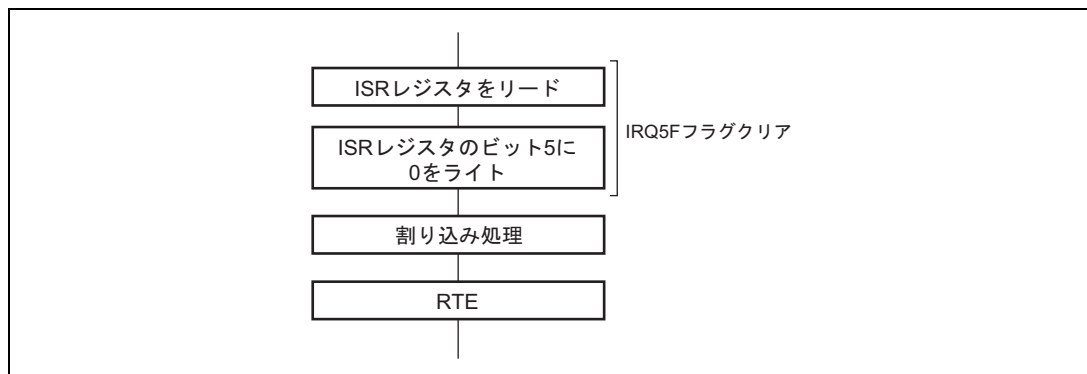 ISRレジスタをリード
IRQ5Fフラグクリア
ISRレジスタのビット5に
0をライト
割り込み処理
RTE